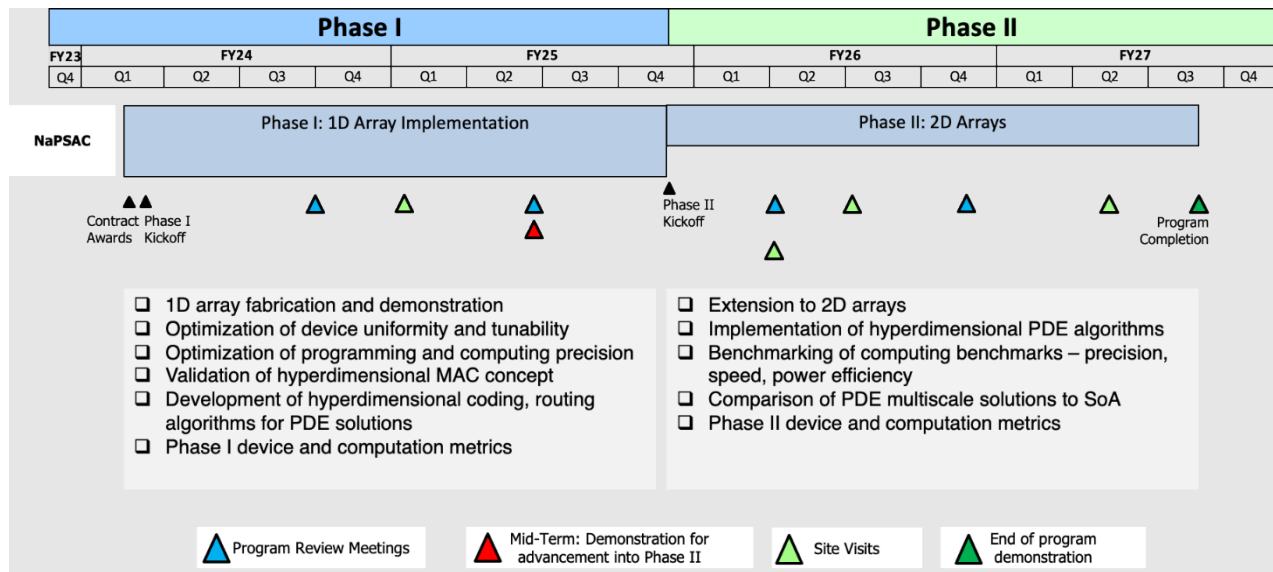 Phase I Phase II
FY23 FY24 FY25 FY26 FY27
Q4 Q1 Q2 Q3 Q4 Q1 Q2 Q3 Q4 Q1 Q2 Q3 Q4 Q1 Q2 Q3 Q4
NaPSAC
Phase I: 1D Array Implementation
Phase II: 2D Arrays
Contract
Awards
Phase I
Kickoff
Phase II
Kickoff
Program
Completion
1D array fabrication and demonstration
Optimization of device uniformity and tunability
Optimization of programming and computing precision
Validation of hyperdimensional MAC concept
Development of hyperdimensional coding, routing
algorithms for PDE solutions
Phase I device and computation metrics
Extension to 2D arrays
Implementation of hyperdimensional PDE algorithms
Benchmarking of computing benchmarks – precision,
speed, power efficiency
Comparison of PDE multiscale solutions to SoA
Phase II device and computation metrics
Program Review Meetings
Mid-Term: Demonstration for
advancement into Phase II
Site Visits
End of program
demonstration